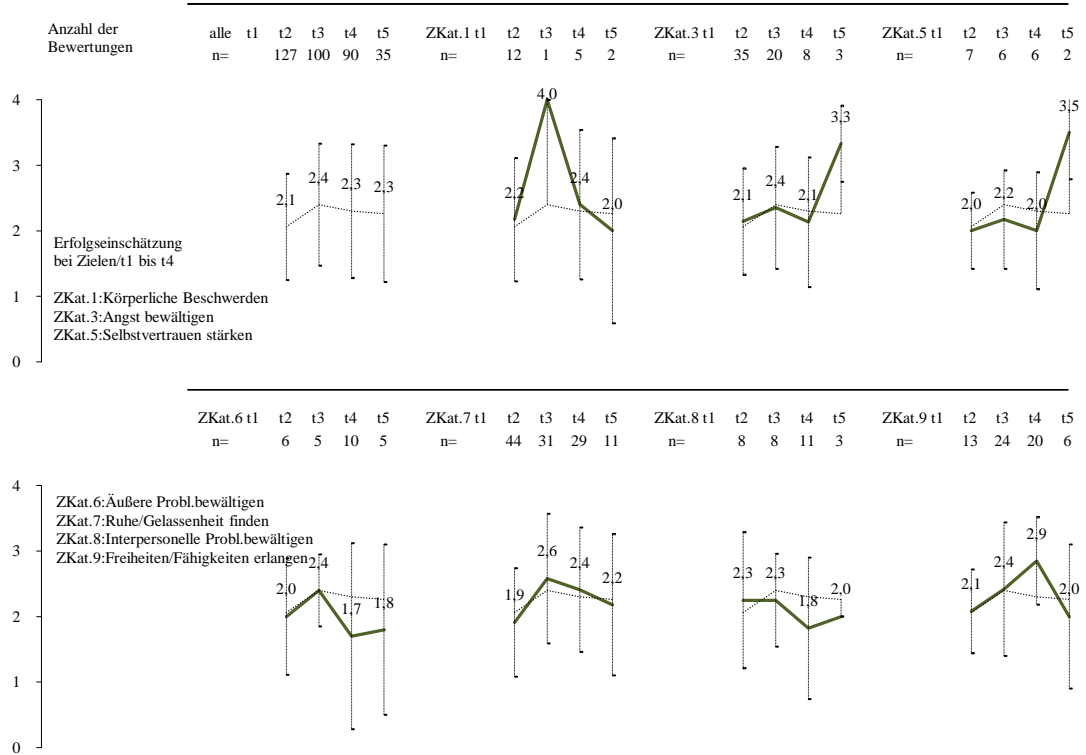 Anzahl der
Bewertungen
alle t1 t2 t3 t4 t5 ZKat.1 t1 t2 t3 t4 t5 ZKat.3 t1 t2 t3 t4 t5 ZKat.5 t1 t2 t3 t4 t5
n= 127 100 90 35 n= 12 1 5 2 n= 35 20 8 3 n= 7 6 6 2
4
3
2
1
0
2,1 2,4 2,3 2,3
2,2 4,0 2,4 2,0
2,1 2,4 2,1 3,3
2,0 2,2 2,0 3,5
Erfolgseinschätzung
bei Zielen/t1 bis t4
ZKat.1:Körperliche Beschwerden
ZKat.3:Angst bewältigen
ZKat.5:Selbstvertrauen stärken
ZKat.6 t1 t2 t3 t4 t5 ZKat.7 t1 t2 t3 t4 t5 ZKat.8 t1 t2 t3 t4 t5 ZKat.9 t1 t2 t3 t4 t5
n= 6 5 10 5 n= 44 31 29 11 n= 8 8 11 3 n= 13 24 20 6
4
3
2
1
0
ZKat.6:Äußere Probl.bewältigen
ZKat.7:Ruhe/Gelassenheit finden
ZKat.8:Interpersonelle Probl.bewältigen
ZKat.9:Freiheiten/Fähigkeiten erlangen
2,0 2,4 1,7 1,8
1,9 2,6 2,4 2,2
2,3 2,3 1,8 2,0
2,1 2,4 2,9 2,0